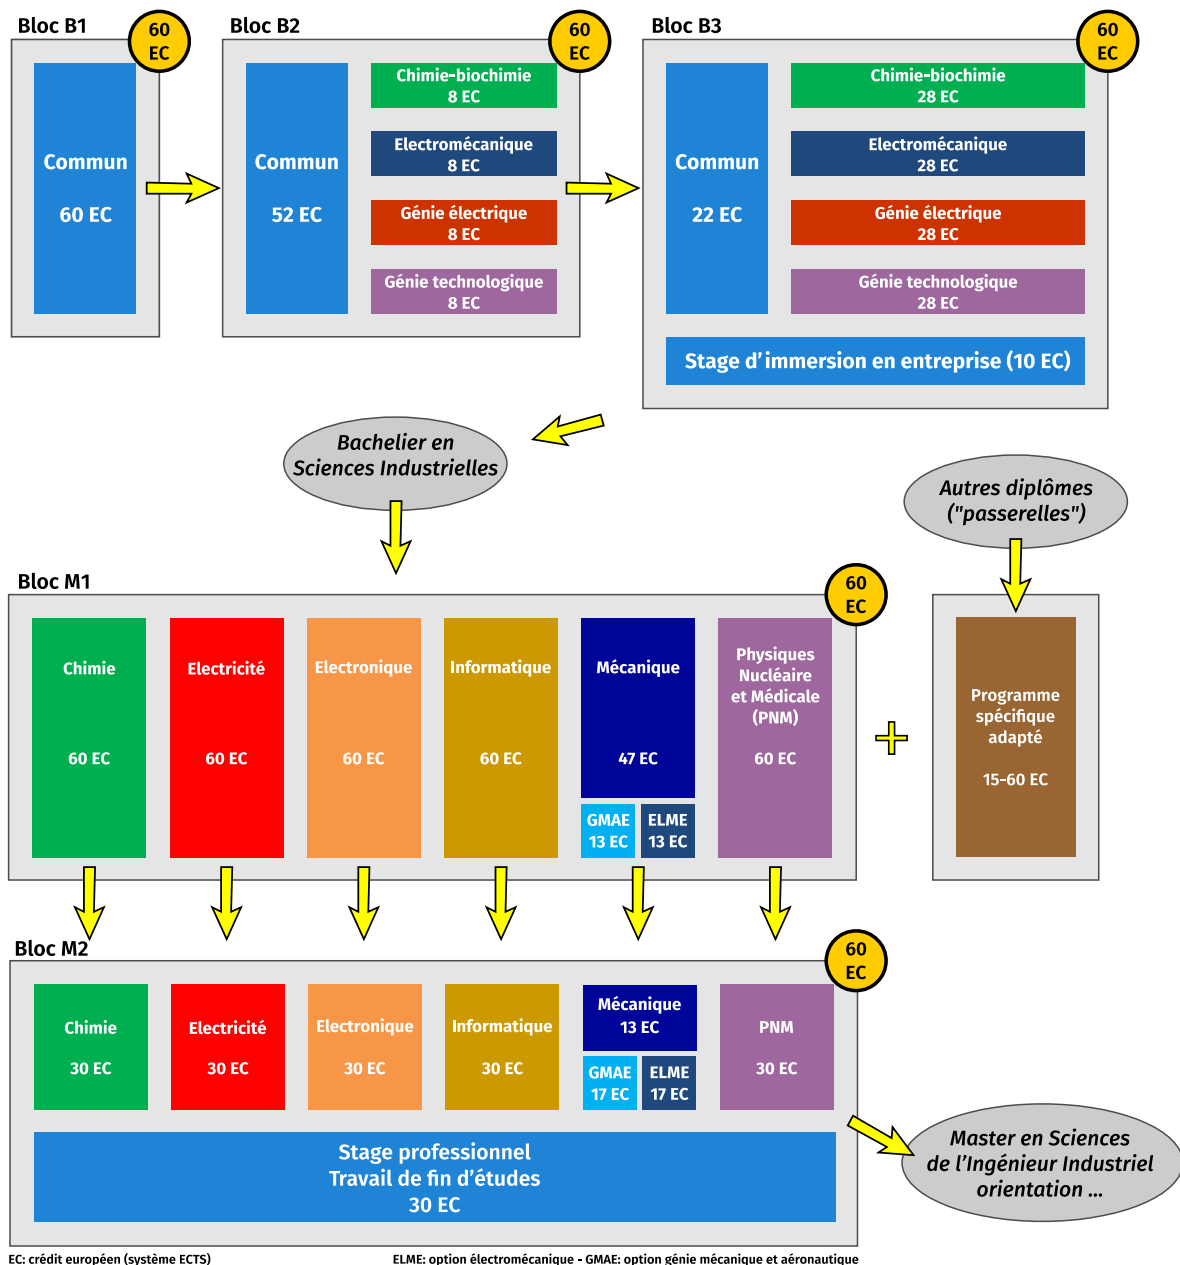 Bloc B1
60
EC
Commun
60 EC
Bloc B2
60
EC
Commun
52 EC
Chimie-biochimie
8 EC
Electromécanique
8 EC
Génie électrique
8 EC
Génie technologique
8 EC
Bloc B3
60
EC
Commun
22 EC
Chimie-biochimie
28 EC
Electromécanique
28 EC
Génie électrique
28 EC
Génie technologique
28 EC
Stage d'immersion en entreprise (10 EC)
Bachelier en
Sciences Industrielles
Autres diplômes
("passerelles")
Bloc M1
60
EC
Chimie
60 EC
Electricité
60 EC
Electronique
60 EC
Informatique
60 EC
Mécanique
47 EC
GMAE
13 EC
ELME
13 EC
Physiques
Nucléaire
et Médicale
(PNM)
60 EC
Programme
spécifique
adapté
15-60 EC
Bloc M2
60
EC
Chimie
30 EC
Electricité
30 EC
Electronique
30 EC
Informatique
30 EC
Mécanique
13 EC
GMAE
17 EC
ELME
17 EC
PNM
30 EC
Stage professionnel
Travail de fin d'études
30 EC
Master en Sciences
de l'Ingénieur Industriel
orientation ...
EC: crédit européen (système ECTS)
ELME: option électromécanique - GMAE: option génie mécanique et aéronautique